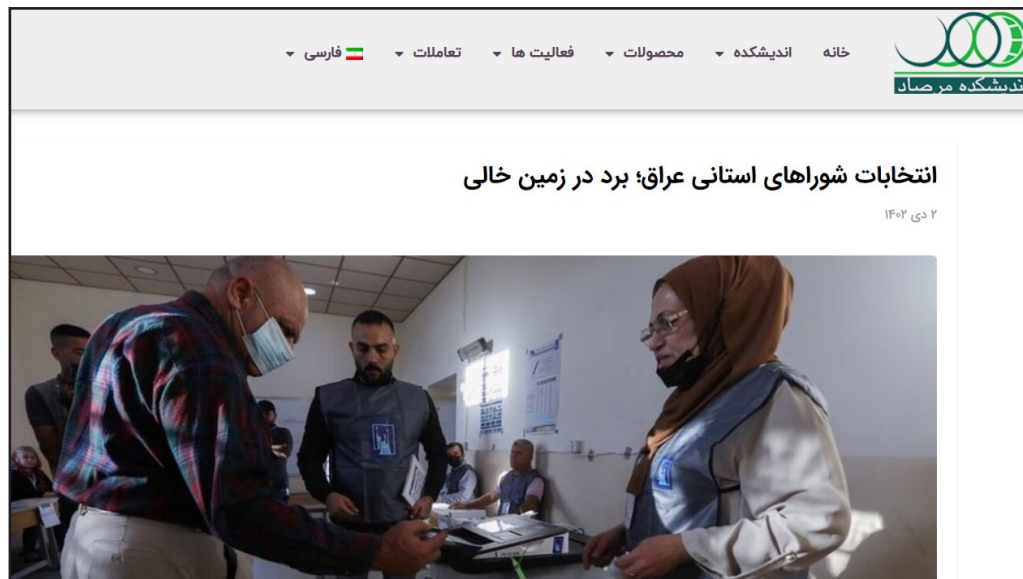 خانه اندیشکده محصولات فعالیت ها تعاملات فارسی
ندیشکده مرصاد
انتخابات شوراهای استانی عراق؛ برد در زمین خالی
۲ دی ۱۴۰۲